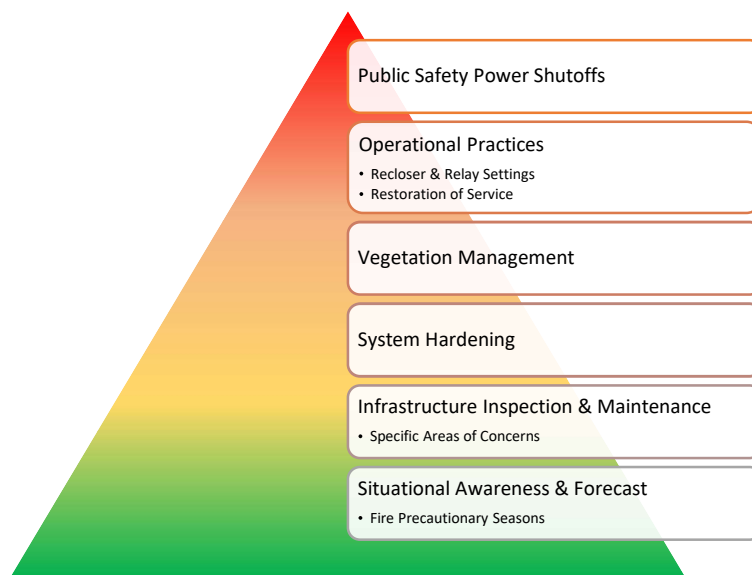 Public Safety Power Shutoffs
Operational Practices
• Recloser & Relay Settings
• Restoration of Service
Vegetation Management
System Hardening
Infrastructure Inspection & Maintenance
• Specific Areas of Concerns
Situational Awareness & Forecast
• Fire Precautionary Seasons